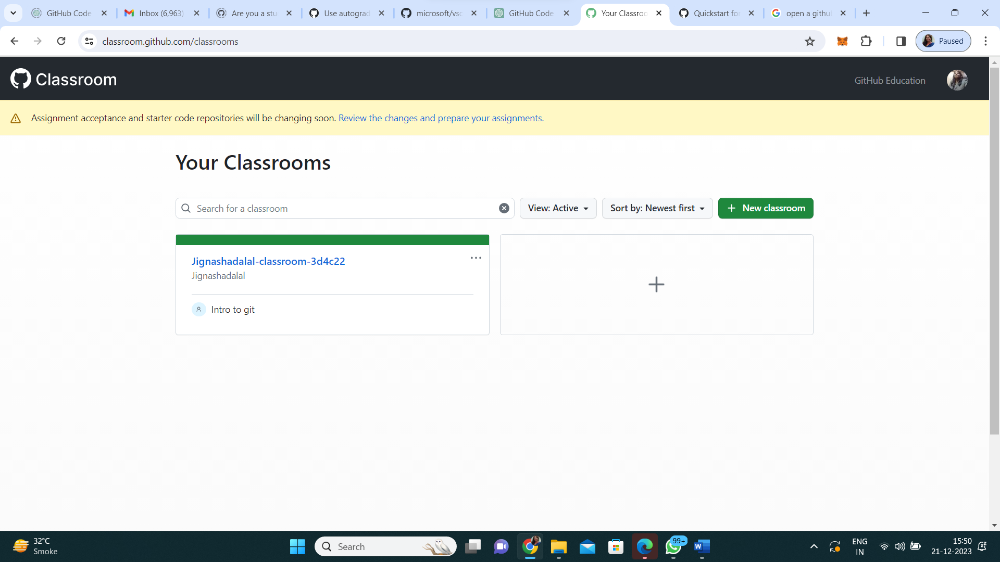 GitHub Code
Inbox (6,963)
Are you a stu
Use autograd
microsoft/vsc
GitHub Code
Your Classroo
Quickstart for
open a githu
classroom.github.com/classrooms
Paused
Classroom
GitHub Education
Assignment acceptance and starter code repositories will be changing soon. Review the changes and prepare your assignments.
Your Classrooms
Search for a classroom
View: Active
Sort by: Newest first
New classroom
Jignashadalal-classroom-3d4c22
Jignashadalal
Intro to git
32°C
Smoke
Search
99+
W
ENG
IN
15:50
21-12-2023